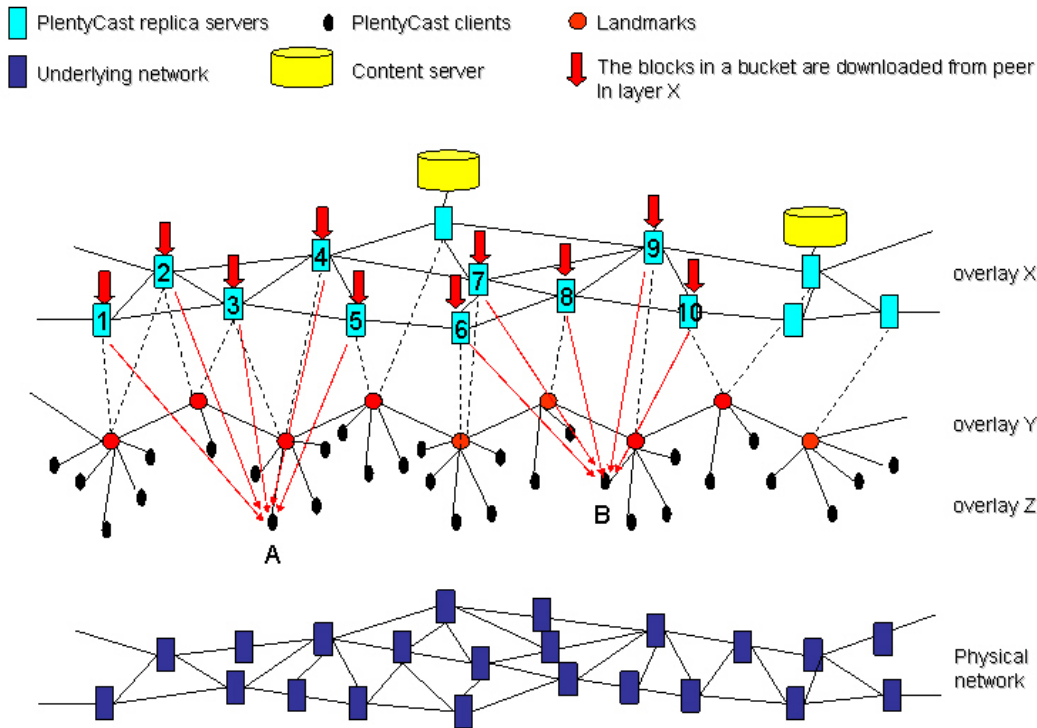 PlentyCast replica servers
PlentyCast clients
Landmarks
Underlying network
Content server
The blocks in a bucket are downloaded from peer
In layer X
1
2
3
4
5
6
7
8
9
10
overlay X
overlay Y
overlay Z
A
B
Physical
network